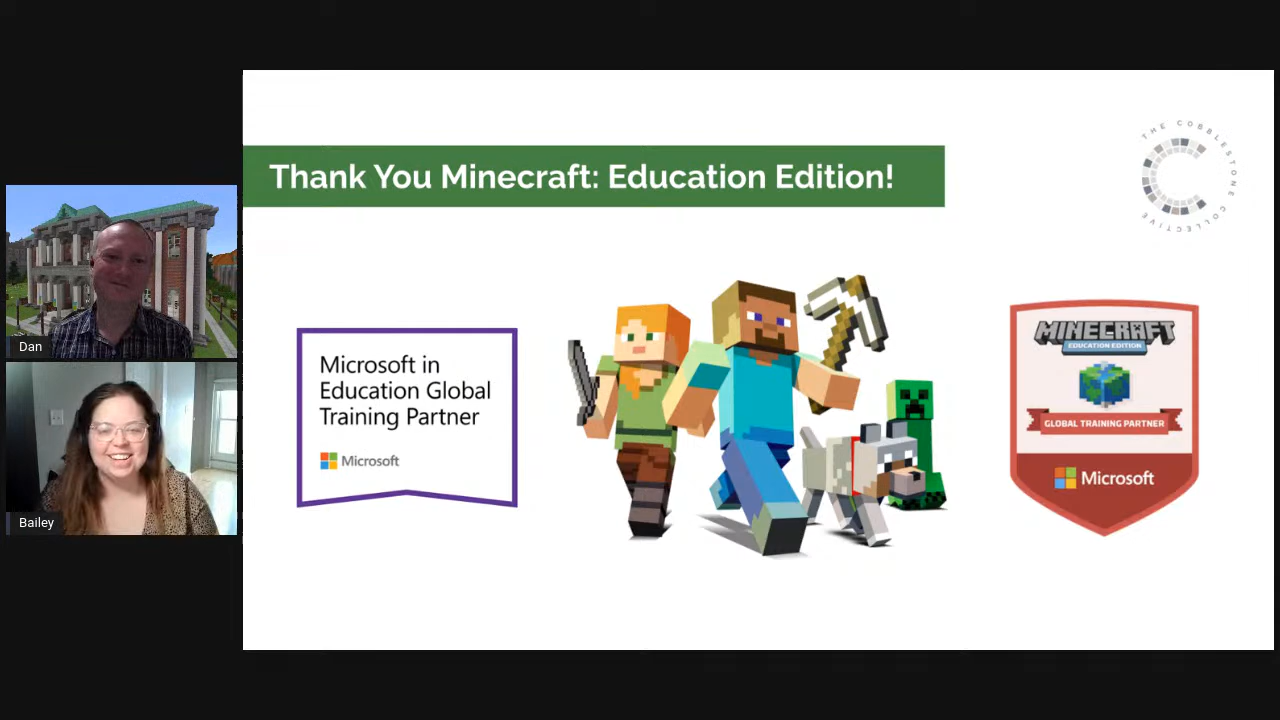 Thank You Minecraft: Education Edition!
THE COBBLESTONE COLLECTIVE
Dan
Bailey
Microsoft in
Education Global
Training Partner
Microsoft
MINECRAFT
EDUCATION EDITION
GLOBAL TRAINING PARTNER
Microsoft